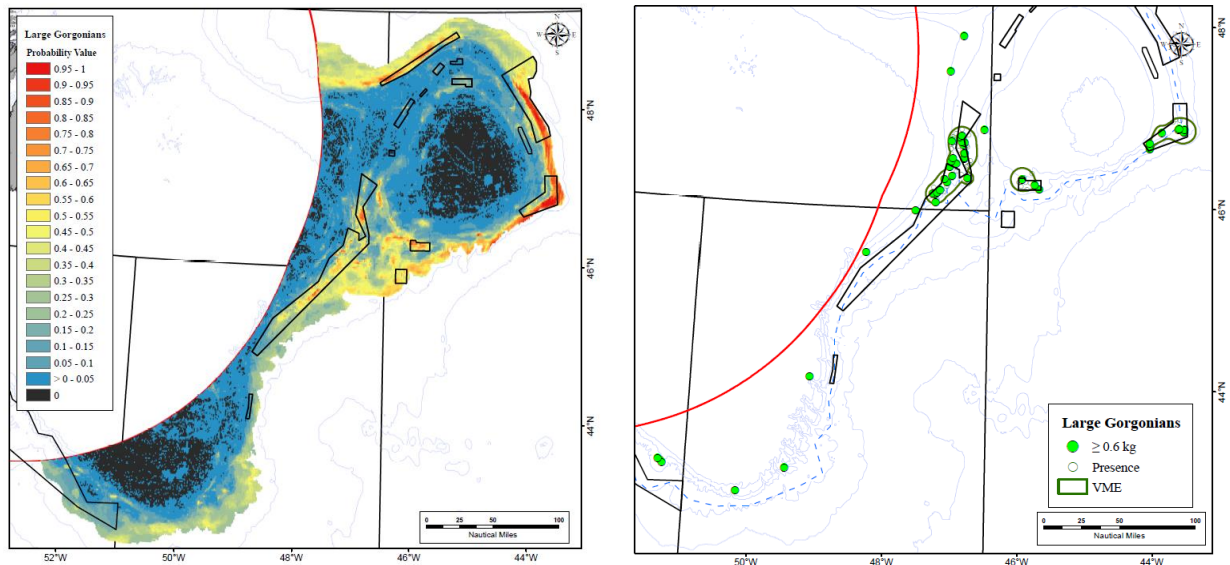 Large Gorgonians
Probability Value
0.95 - 1
0.9 - 0.95
0.85 - 0.9
0.8 - 0.85
0.75 - 0.8
0.7 - 0.75
0.65 - 0.7
0.6 - 0.65
0.55 - 0.6
0.5 - 0.55
0.45 - 0.5
0.4 - 0.45
0.35 - 0.4
0.3 - 0.35
0.25 - 0.3
0.2 - 0.25
0.15 - 0.2
0.1 - 0.15
0.05 - 0.1
> 0 - 0.05
0
N
W E
S
48°N
46°N
44°N
0 25 50 100
Nautical Miles
52°W 50°W 48°W 46°W 44°W
N
W E
S
48°N
46°N
44°N
Large Gorgonians
≥ 0.6 kg
Presence
VME
0 25 50 100
Nautical Miles
50°W 48°W 46°W 44°W